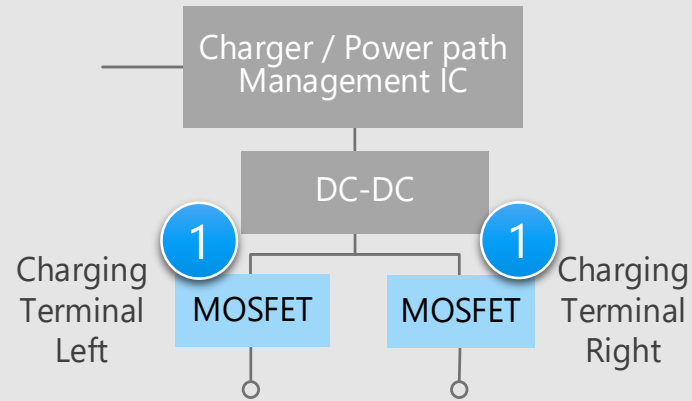 Charger / Power path
Management IC
DC-DC
1
1
Charging
Terminal
Left
MOSFET
MOSFET
Charging
Terminal
Right